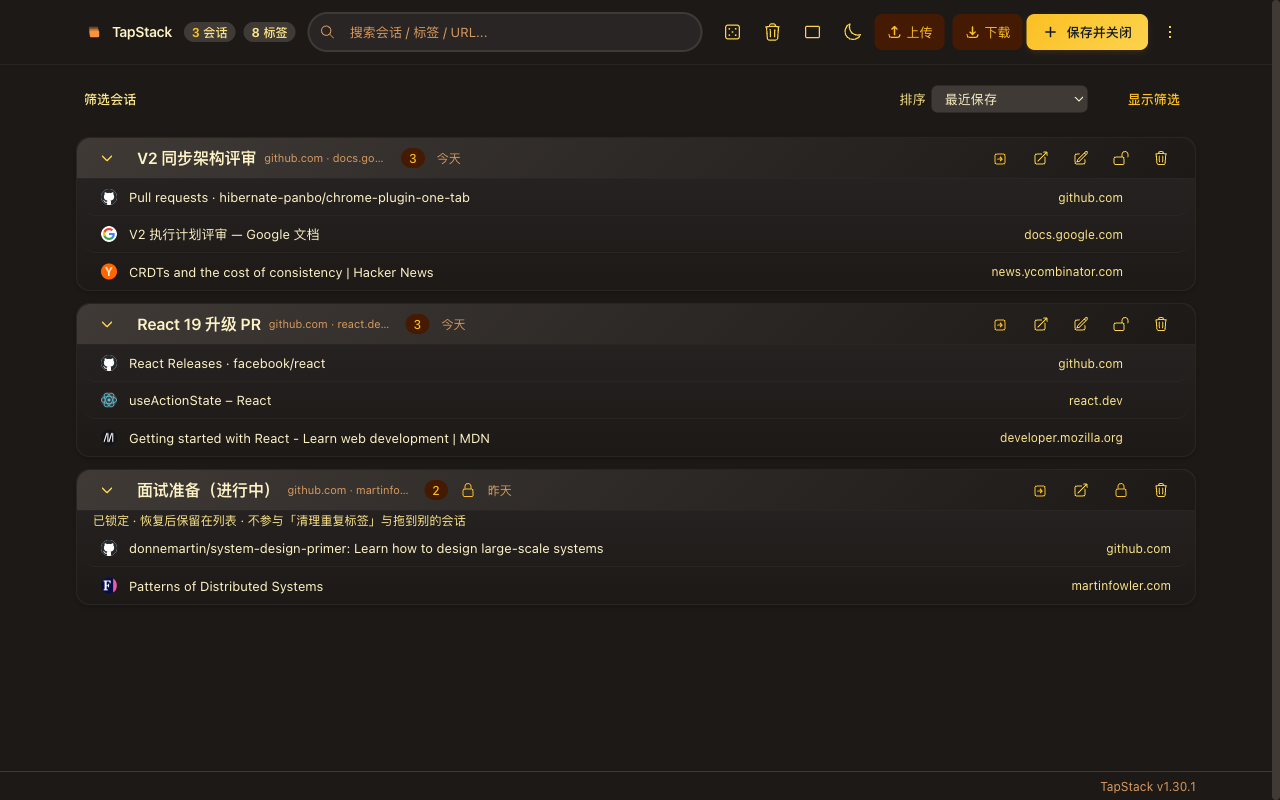 TapStack 3 会话 8 标签 搜索会话 / 标签 / URL... 上传 下载 保存并关闭
筛选会话 排序 最近保存 显示筛选
V2 同步架构评审 github.com · docs.go... 3 今天
Pull requests · hibernate-panbo/chrome-plugin-one-tab github.com
V2 执行计划评审 — Google 文档 docs.google.com
CRDTs and the cost of consistency | Hacker News news.ycombinator.com
React 19 升级 PR github.com · react.de... 3 今天
React Releases · facebook/react github.com
useActionState – React react.dev
Getting started with React - Learn web development | MDN developer.mozilla.org
面试准备（进行中） github.com · martinfo... 2 昨天
已锁定 · 恢复后保留在列表 · 不参与「清理重复标签」与拖到别的会话
donnemartin/system-design-primer: Learn how to design large-scale systems github.com
Patterns of Distributed Systems martinfowler.com
TapStack v1.30.1